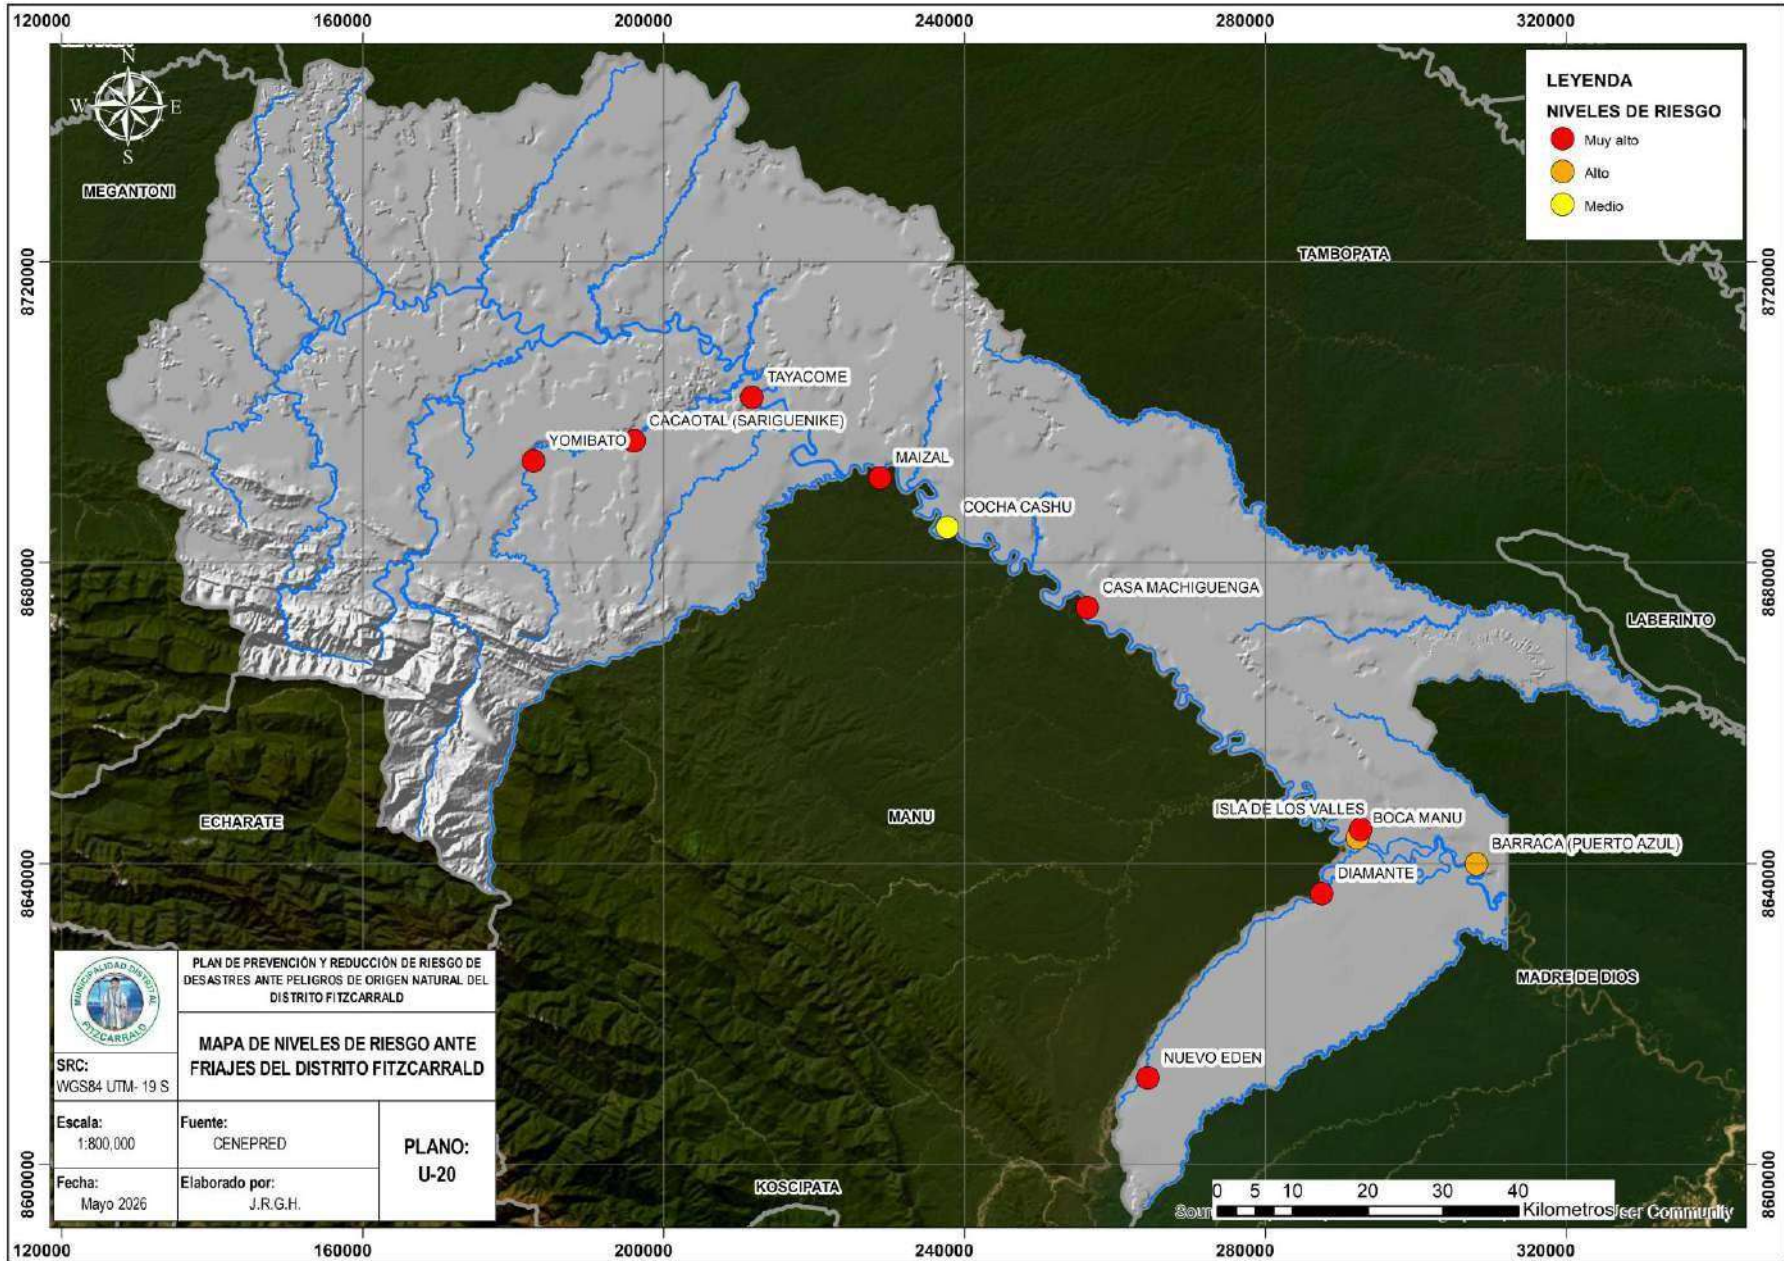 120000 160000 200000 240000 280000 320000
N
W E
S
LEYENDA
NIVELES DE RIESGO
Muy alto
Alto
Medio
MEGANTONI
TAMBOPATA
8720000 8720000
TAYACOME
CACAOTAL (SARIGUENIKE)
YOMIBATO
MAIZAL
COCHA CASHU
8680000 8680000
CASA MACHIGUENGA
LABERINTO
ISLA DE LOS VALLES
BOCA MANU
ECHARATE
MANU
BARRACA (PUERTO AZUL)
8640000 8640000
DIAMANTE
MADRE DE DIOS
NUEVO EDEN
KOSCIPATA
8600000 8600000
MUNICIPALIDAD DISTRITAL
FITZCARRALD
PLAN DE PREVENCIÓN Y REDUCCIÓN DE RIESGO DE
DESASTRES ANTE PELIGROS DE ORIGEN NATURAL DEL
DISTRITO FITZCARRALD
MAPA DE NIVELES DE RIESGO ANTE
FRIAJES DEL DISTRITO FITZCARRALD
SRC:
WGS84 UTM- 19 S
Escala:
1:800,000
Fuente:
CENEPRED
PLANO:
U-20
Fecha:
Mayo 2026
Elaborado por:
J.R.G.H.
0 5 10 20 30 40
Kilometros
User Community
120000 160000 200000 240000 280000 320000